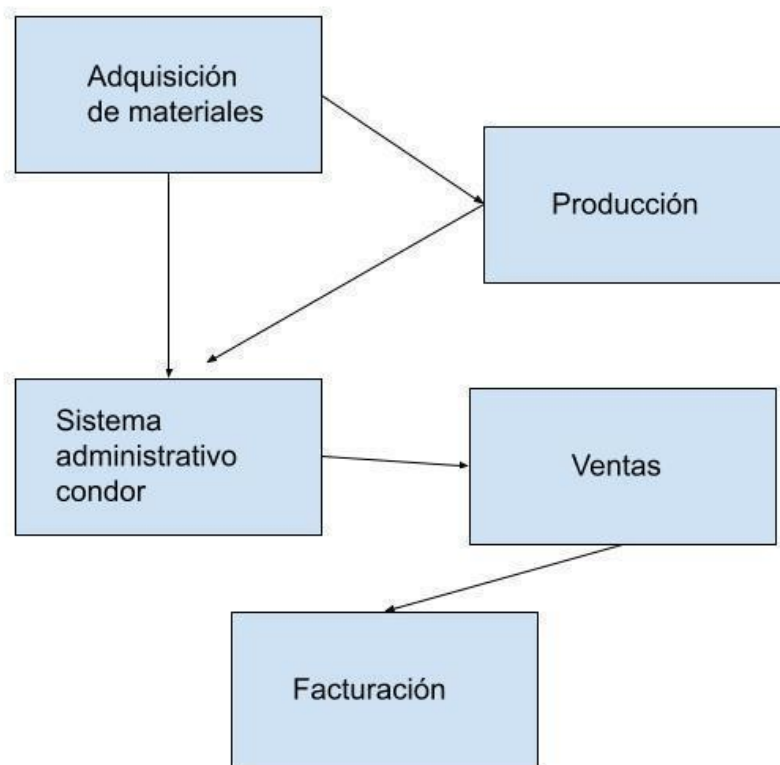 Adquisición
de materiales
Producción
Sistema
administrativo
condor
Ventas
Facturación